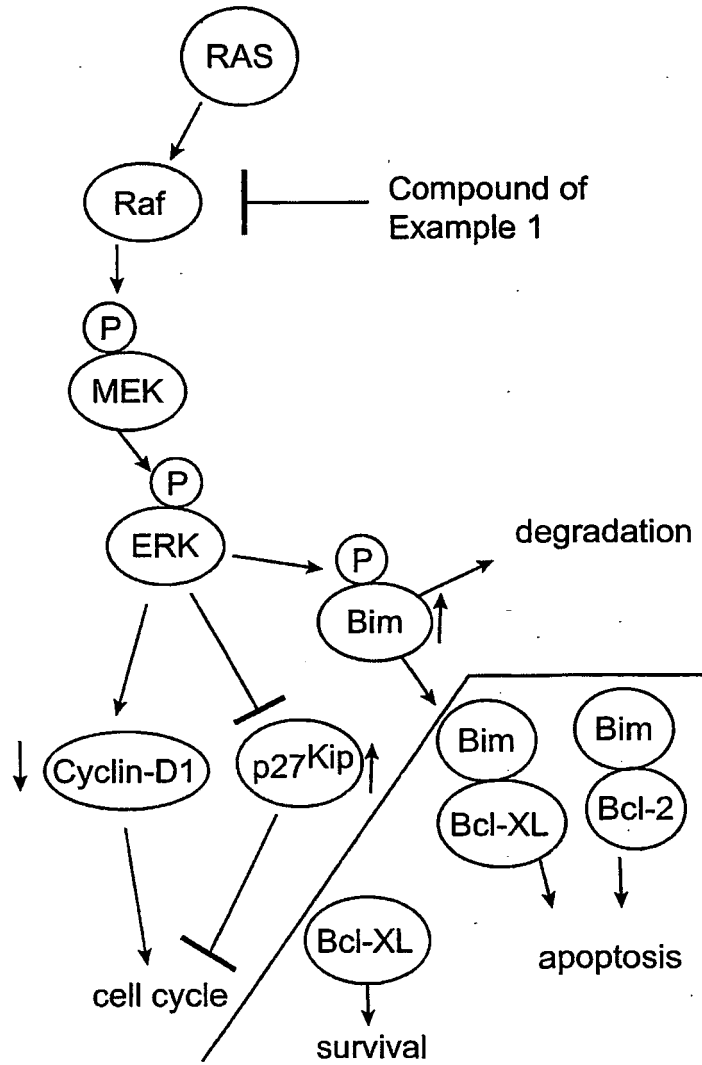 RAS
Raf
Compound of
Example 1
P
MEK
P
ERK
P
Bim
degradation
Cyclin-D1
p27Kip
Bim
Bcl-XL
Bim
Bcl-2
apoptosis
Bcl-XL
survival
cell cycle